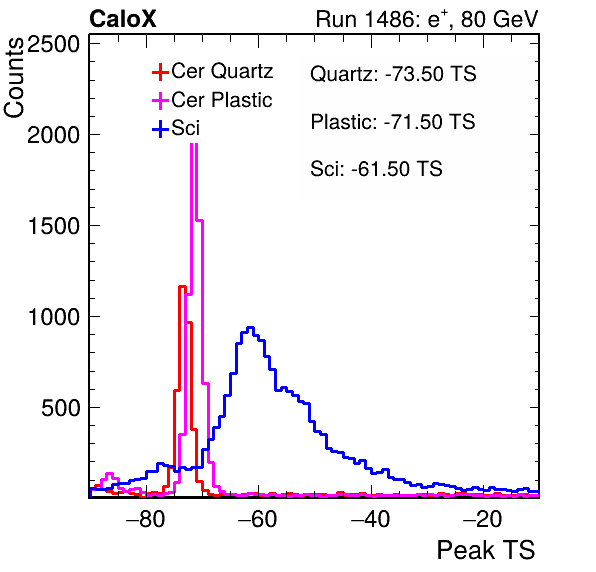 CaloX Run 1486: e⁺, 80 GeV
Counts
2500
2000
1500
1000
500
Cer Quartz
Cer Plastic
Sci
Quartz: -73.50 TS
Plastic: -71.50 TS
Sci: -61.50 TS
−80 −60 −40 −20
Peak TS